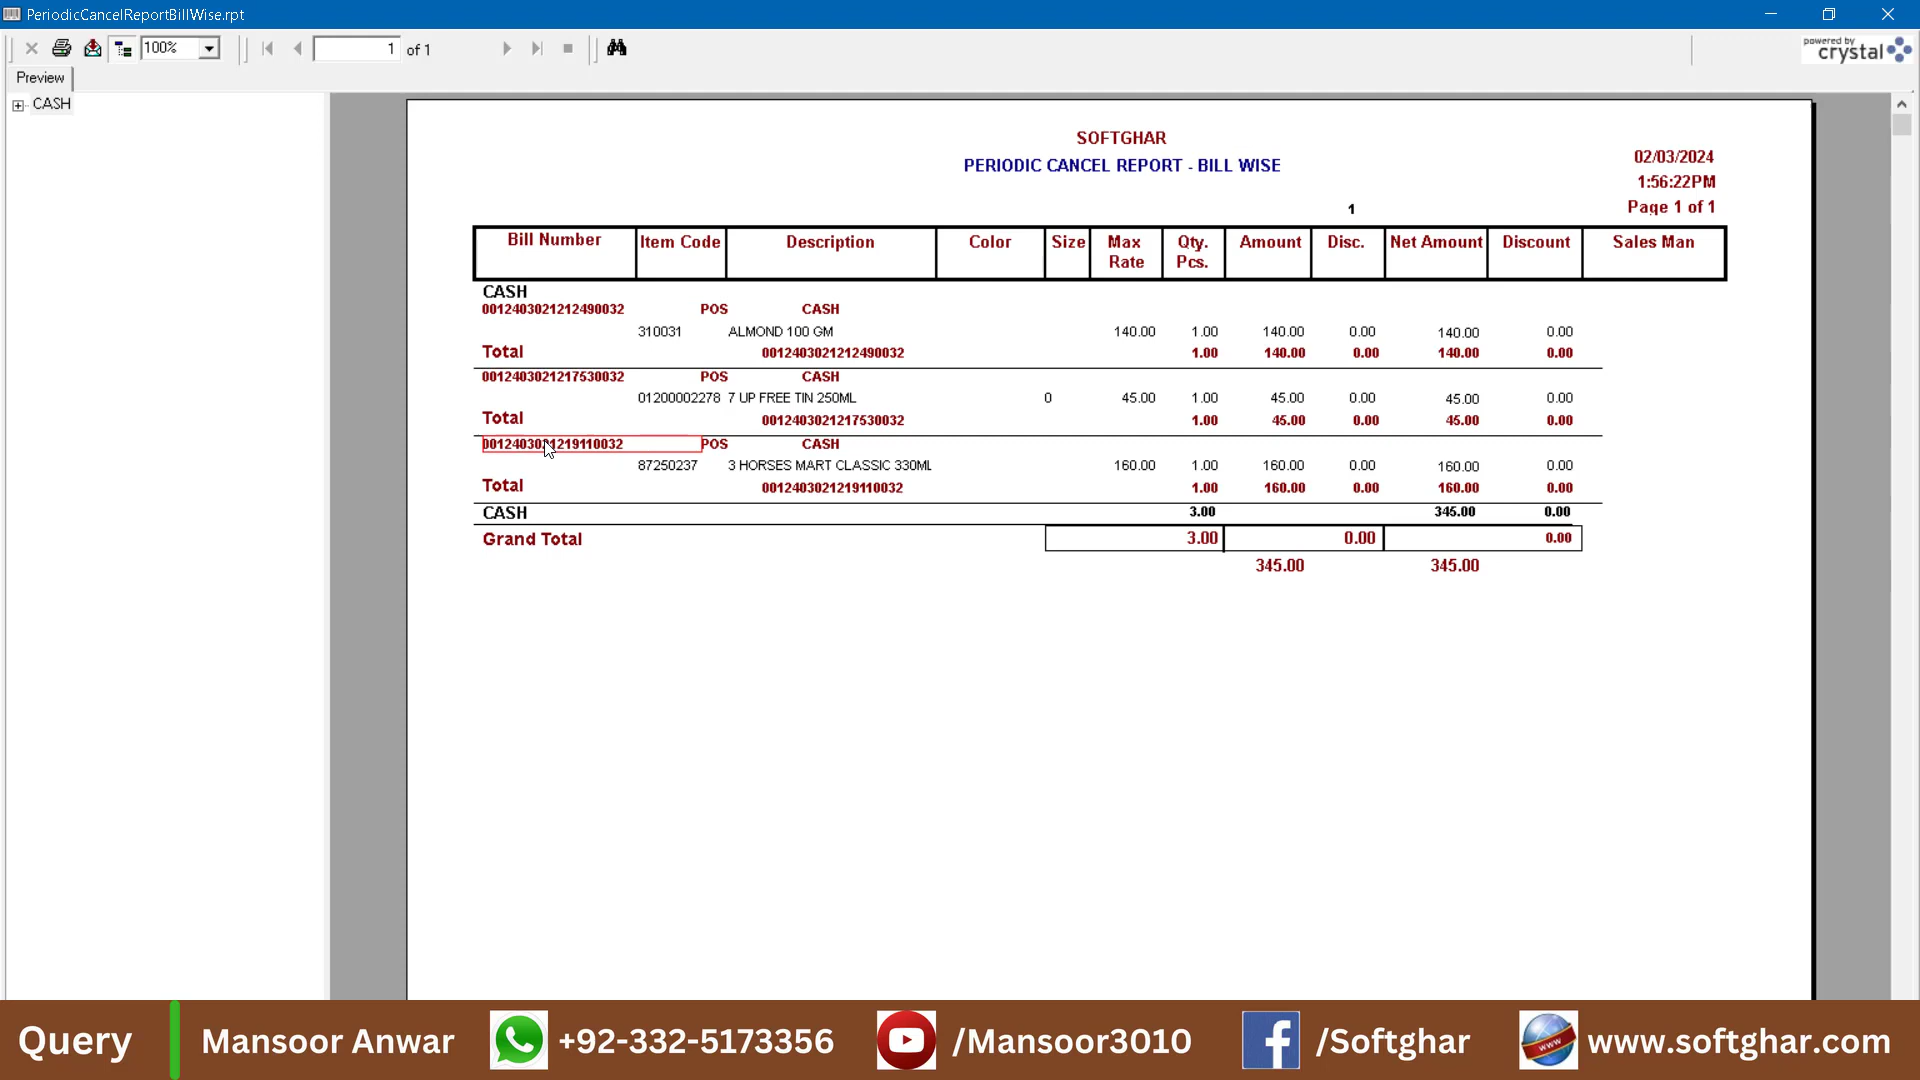 PeriodicCancelReportBillWise.rpt
100%
1 of 1
powered by
crystal
Preview
CASH
SOFTGHAR
PERIODIC CANCEL REPORT - BILL WISE
02/03/2024
1:56:22PM
1
Page 1 of 1
Bill Number Item Code Description Color Size Max Rate Qty. Pcs. Amount Disc. Net Amount Discount Sales Man
CASH
0012403021212490032 POS CASH
310031 ALMOND 100 GM 140.00 1.00 140.00 0.00 140.00 0.00
Total 0012403021212490032 1.00 140.00 0.00 140.00 0.00
0012403021217530032 POS CASH
01200002278 7 UP FREE TIN 250ML 0 45.00 1.00 45.00 0.00 45.00 0.00
Total 0012403021217530032 1.00 45.00 0.00 45.00 0.00
0012403021219110032 POS CASH
87250237 3 HORSES MART CLASSIC 330ML 160.00 1.00 160.00 0.00 160.00 0.00
Total 0012403021219110032 1.00 160.00 0.00 160.00 0.00
CASH 3.00 345.00 0.00
Grand Total 3.00 0.00 0.00
345.00 345.00
Query Mansoor Anwar +92-332-5173356 /Mansoor3010 /Softghar www.softghar.com